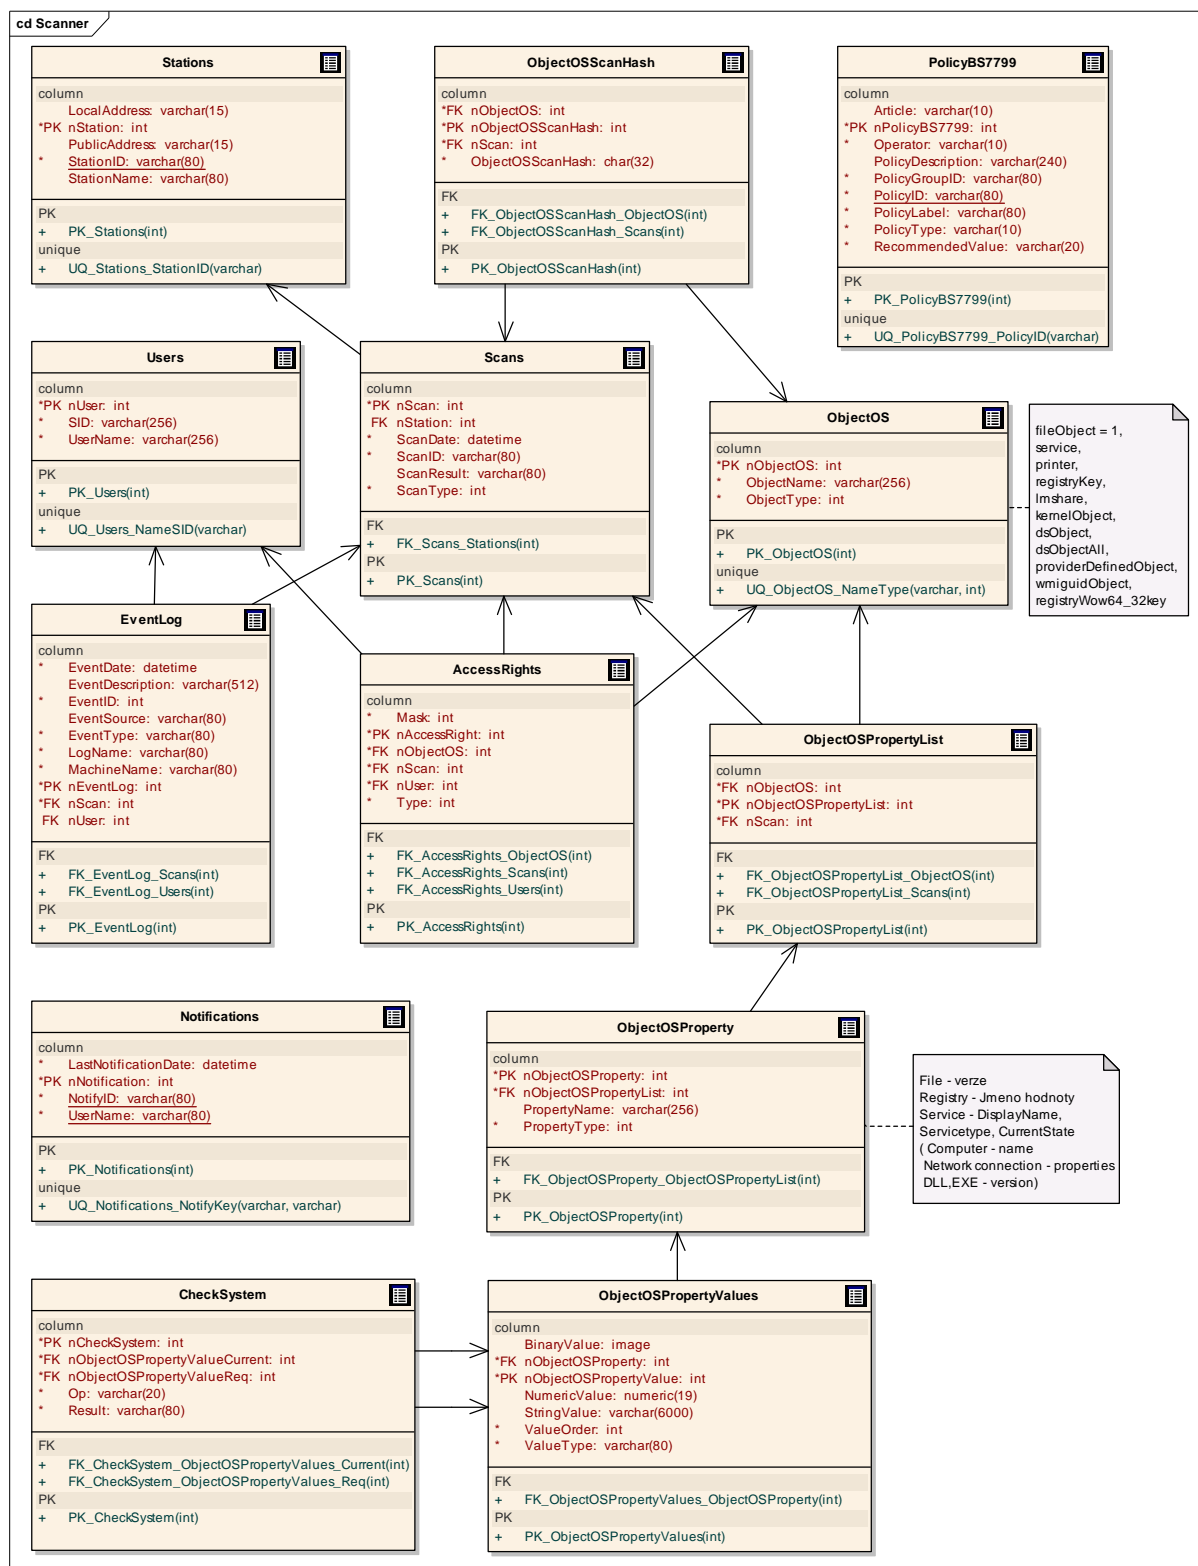 cd Scanner
Stations
column
LocalAddress: varchar(15)
*PK nStation: int
PublicAddress: varchar(15)
* StationID: varchar(80)
StationName: varchar(80)
PK
+ PK_Stations(int)
unique
+ UQ_Stations_StationID(varchar)
ObjectOSScanHash
column
*FK nObjectOS: int
*PK nObjectOSScanHash: int
*FK nScan: int
* ObjectOSScanHash: char(32)
FK
+ FK_ObjectOSScanHash_ObjectOS(int)
+ FK_ObjectOSScanHash_Scans(int)
PK
+ PK_ObjectOSScanHash(int)
PolicyBS7799
column
Article: varchar(10)
*PK nPolicyBS7799: int
* Operator: varchar(10)
PolicyDescription: varchar(240)
* PolicyGroupID: varchar(80)
* PolicyID: varchar(80)
* PolicyLabel: varchar(80)
* PolicyType: varchar(10)
* RecommendedValue: varchar(20)
PK
+ PK_PolicyBS7799(int)
unique
+ UQ_PolicyBS7799_PolicyID(varchar)
Users
column
*PK nUser: int
* SID: varchar(256)
* UserName: varchar(256)
PK
+ PK_Users(int)
unique
+ UQ_Users_NameSID(varchar)
Scans
column
*PK nScan: int
FK nStation: int
* ScanDate: datetime
* ScanID: varchar(80)
ScanResult: varchar(80)
* ScanType: int
FK
+ FK_Scans_Stations(int)
PK
+ PK_Scans(int)
ObjectOS
column
*PK nObjectOS: int
* ObjectName: varchar(256)
* ObjectType: int
PK
+ PK_ObjectOS(int)
unique
+ UQ_ObjectOS_NameType(varchar, int)
fileObject = 1,
service,
printer,
registryKey,
lmshare,
kernelObject,
dsObject,
dsObjectAll,
providerDefinedObject,
wmiguidObject,
registryWow64_32key
EventLog
column
* EventDate: datetime
EventDescription: varchar(512)
* EventID: int
EventSource: varchar(80)
* EventType: varchar(80)
* LogName: varchar(80)
* MachineName: varchar(80)
*PK nEventLog: int
*FK nScan: int
FK nUser: int
FK
+ FK_EventLog_Scans(int)
+ FK_EventLog_Users(int)
PK
+ PK_EventLog(int)
AccessRights
column
* Mask: int
*PK nAccessRight: int
*FK nObjectOS: int
*FK nScan: int
*FK nUser: int
* Type: int
FK
+ FK_AccessRights_ObjectOS(int)
+ FK_AccessRights_Scans(int)
+ FK_AccessRights_Users(int)
PK
+ PK_AccessRights(int)
ObjectOSPropertyList
column
*FK nObjectOS: int
*PK nObjectOSPropertyList: int
*FK nScan: int
FK
+ FK_ObjectOSPropertyList_ObjectOS(int)
+ FK_ObjectOSPropertyList_Scans(int)
PK
+ PK_ObjectOSPropertyList(int)
Notifications
column
* LastNotificationDate: datetime
*PK nNotification: int
* NotifyID: varchar(80)
* UserName: varchar(80)
PK
+ PK_Notifications(int)
unique
+ UQ_Notifications_NotifyKey(varchar, varchar)
ObjectOSProperty
column
*PK nObjectOSProperty: int
*FK nObjectOSPropertyList: int
PropertyName: varchar(256)
* PropertyType: int
FK
+ FK_ObjectOSProperty_ObjectOSPropertyList(int)
PK
+ PK_ObjectOSProperty(int)
File - verze
Registry - Jmeno hodnoty
Service - DisplayName,
Servicetype, CurrentState
( Computer - name
Network connection - properties
DLL,EXE - version)
CheckSystem
column
*PK nCheckSystem: int
*FK nObjectOSPropertyValueCurrent: int
*FK nObjectOSPropertyValueReq: int
* Op: varchar(20)
* Result: varchar(80)
FK
+ FK_CheckSystem_ObjectOSPropertyValues_Current(int)
+ FK_CheckSystem_ObjectOSPropertyValues_Req(int)
PK
+ PK_CheckSystem(int)
ObjectOSPropertyValues
column
BinaryValue: image
*FK nObjectOSProperty: int
*PK nObjectOSPropertyValue: int
NumericValue: numeric(19)
StringValue: varchar(6000)
* ValueOrder: int
* ValueType: varchar(80)
FK
+ FK_ObjectOSPropertyValues_ObjectOSProperty(int)
PK
+ PK_ObjectOSPropertyValues(int)